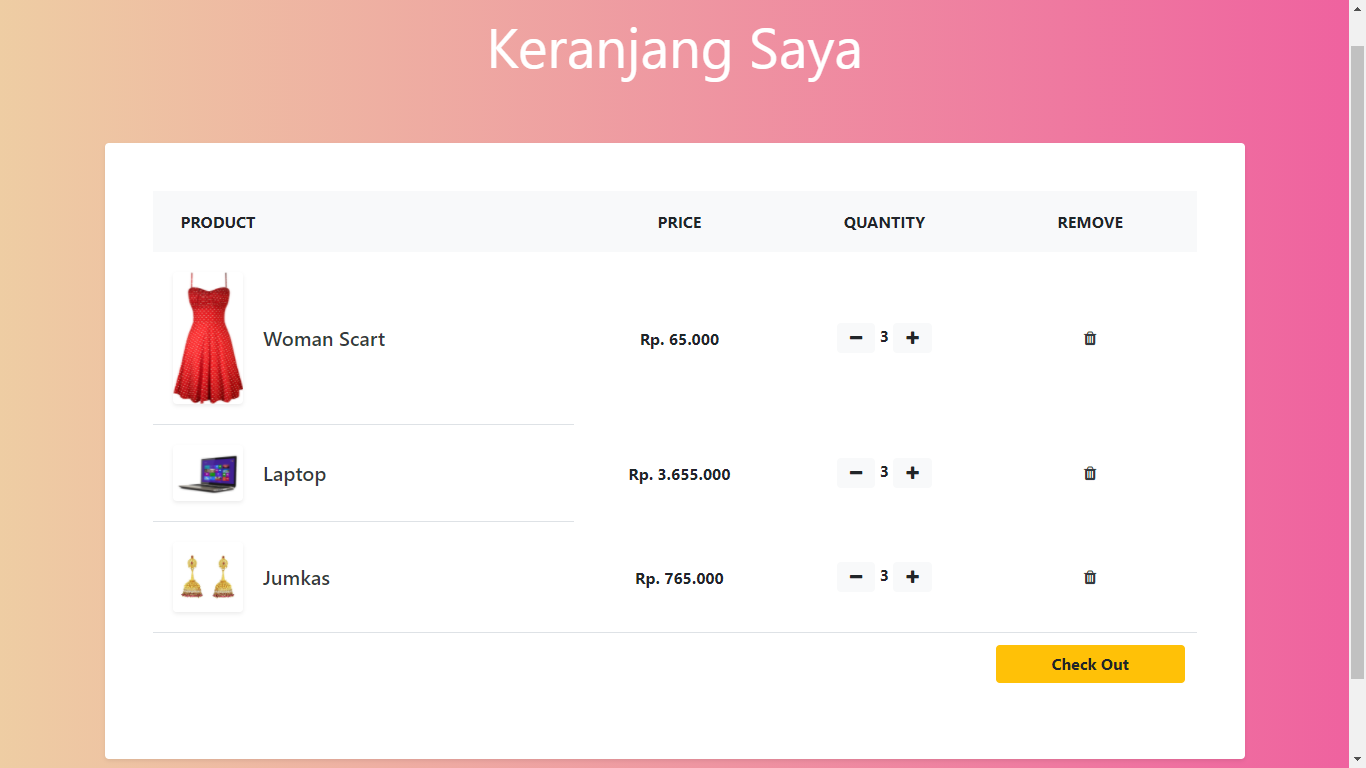 Keranjang Saya
PRODUCT PRICE QUANTITY REMOVE
Woman Scart Rp. 65.000 3
Laptop Rp. 3.655.000 3
Jumkas Rp. 765.000 3
Check Out